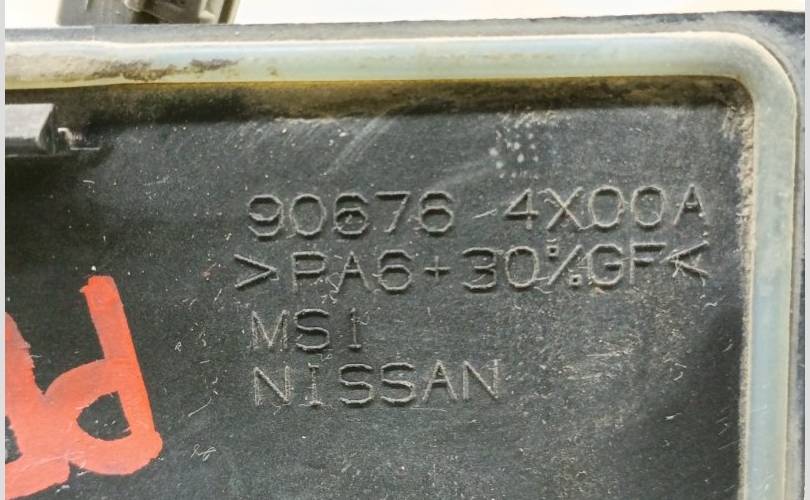 90676 4X00A
>PA6+30%GF<
MS1
NISSAN